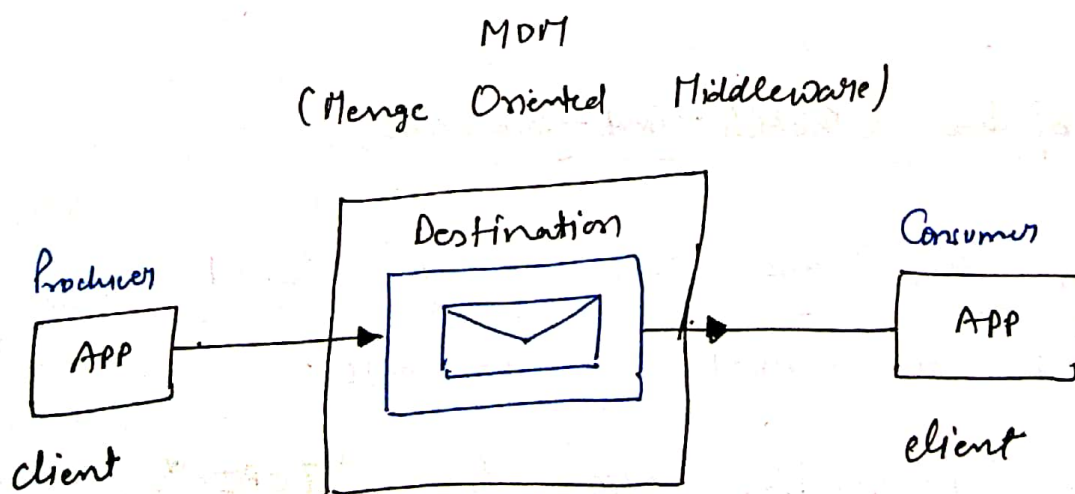 MOM
(Menge Oriented Middleware)
Destination
Producer
Consumer
APP
APP
client
client